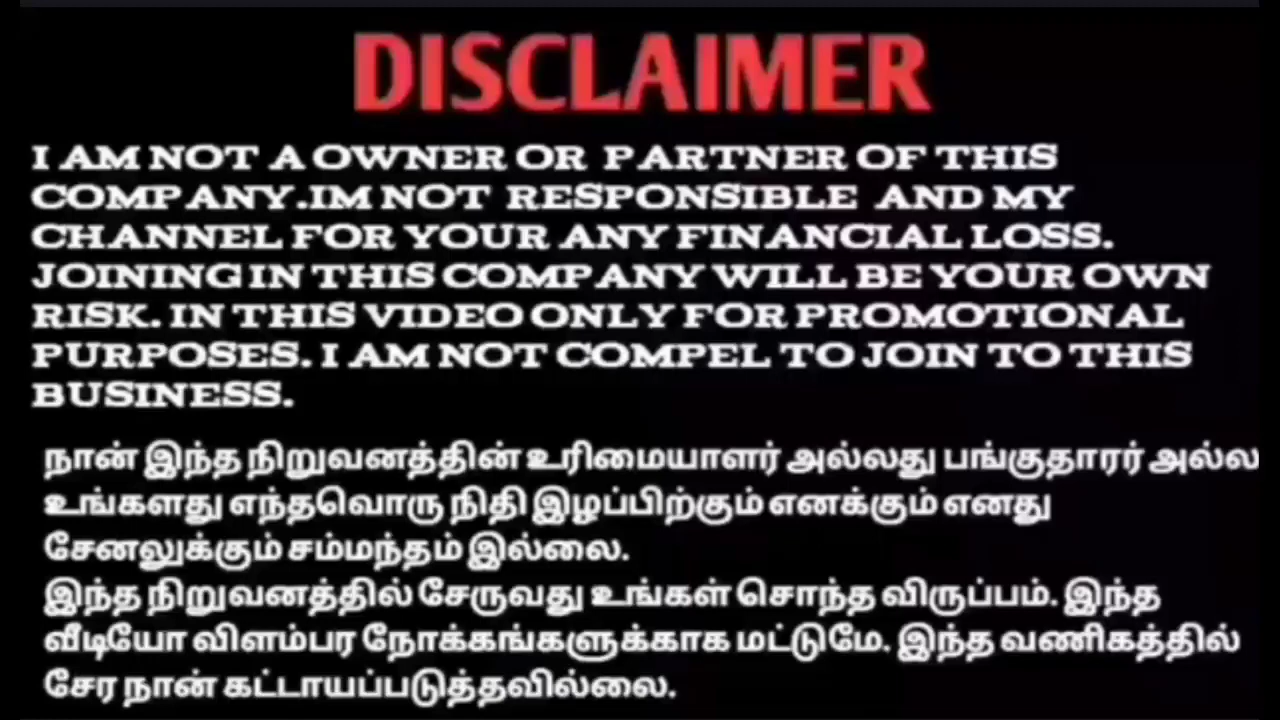 DISCLAIMER
I AM NOT A OWNER OR PARTNER OF THIS
COMPANY.IM NOT RESPONSIBLE AND MY
CHANNEL FOR YOUR ANY FINANCIAL LOSS.
JOINING IN THIS COMPANY WILL BE YOUR OWN
RISK. IN THIS VIDEO ONLY FOR PROMOTIONAL
PURPOSES. I AM NOT COMPEL TO JOIN TO THIS
BUSINESS.
நான் இந்த நிறுவனத்தின் உரிமையாளர் அல்லது பங்குதாரர் அல்ல
உங்களது எந்தவொரு நிதி இழப்பிற்கும் எனக்கும் எனது
சேனலுக்கும் சம்மந்தம் இல்லை.
இந்த நிறுவனத்தில் சேருவது உங்கள் சொந்த விருப்பம். இந்த
வீடியோ விளம்பர நோக்கங்களுக்காக மட்டுமே. இந்த வணிகத்தில்
சேர நான் கட்டாயப்படுத்தவில்லை.